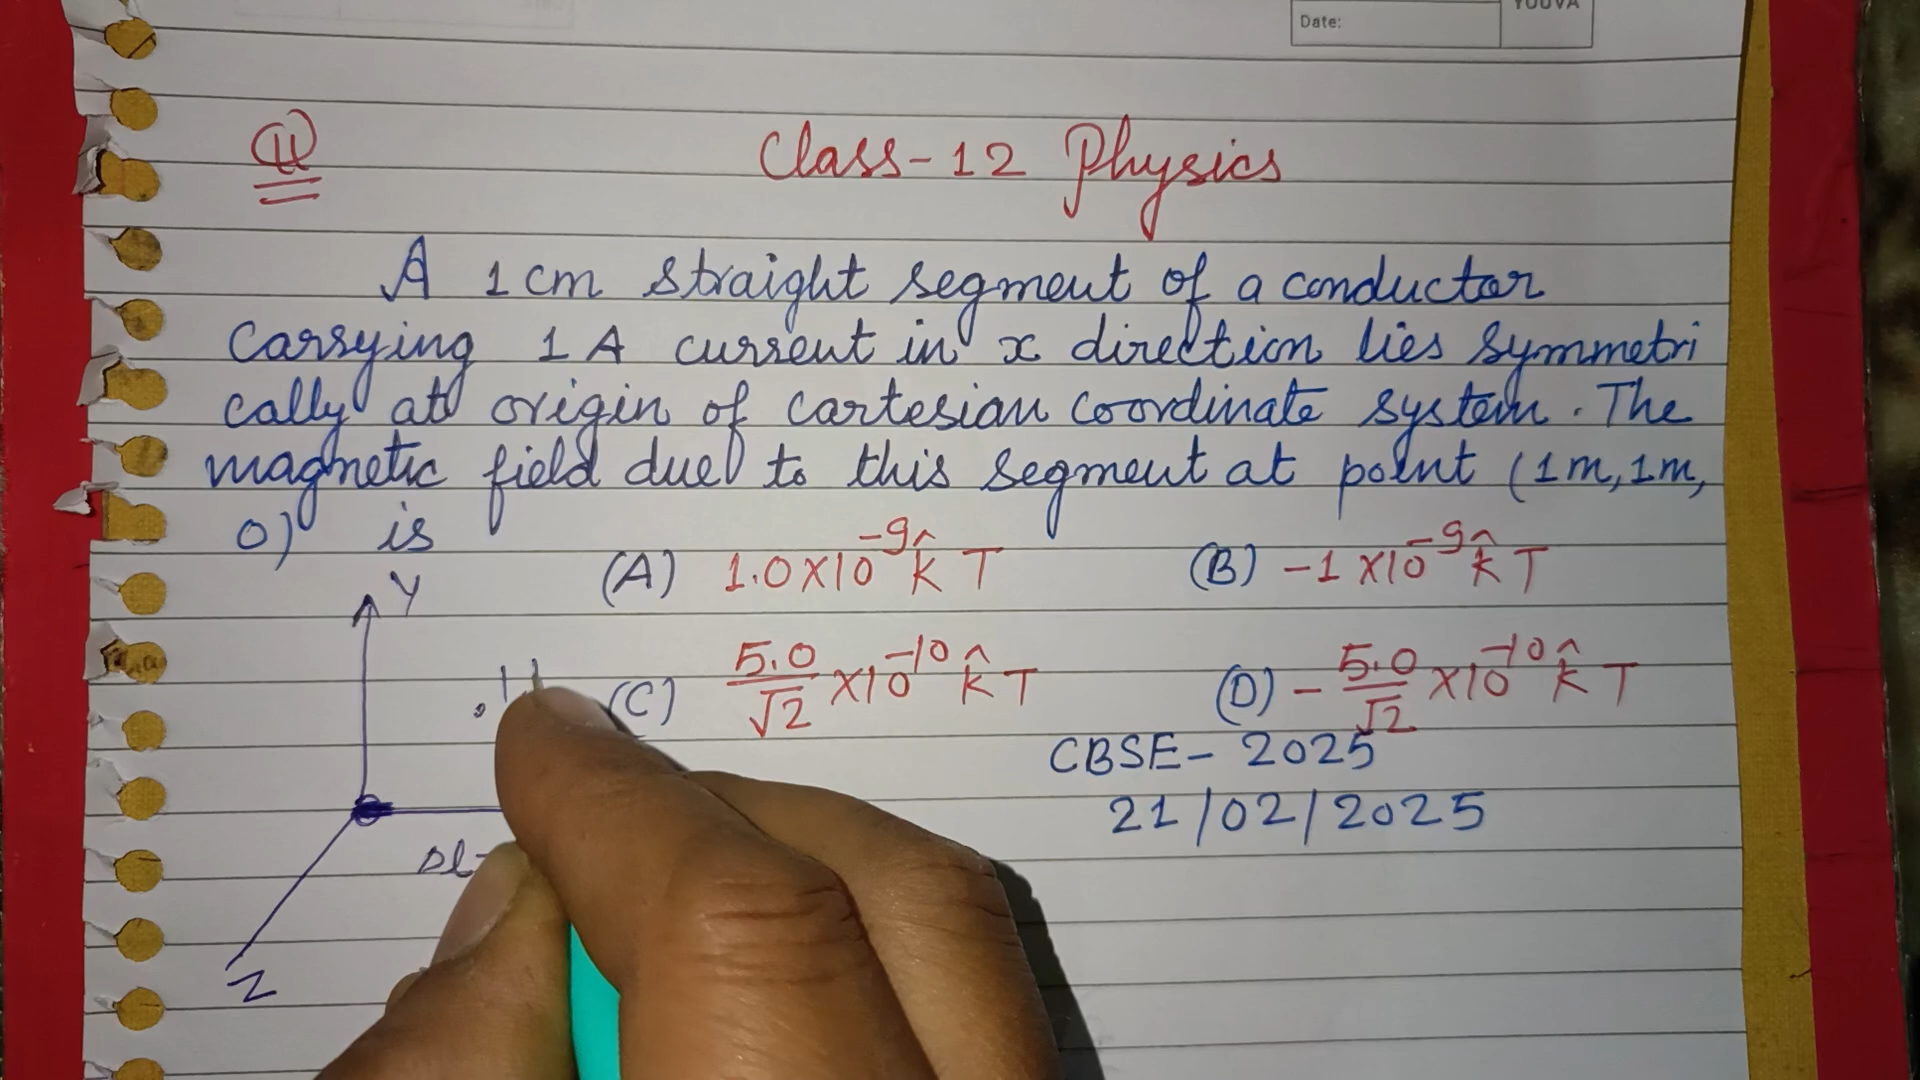 YOUVA
Date:
Q
Class-12 Physics
A 1 cm straight segment of a conductor
carrying 1 A current in x direction lies symmetri
cally at origin of cartesian coordinate system. The
magnetic field due to this segment at point (1m, 1m,
0) is
(A) 1.0×10⁻⁹ k̂ T (B) -1×10⁻⁹ k̂ T
Y
(C) 5.0/√2 ×10⁻¹⁰ k̂ T (D) - 5.0/√2 ×10⁻¹⁰ k̂ T
CBSE- 2025
21/02/2025
Z